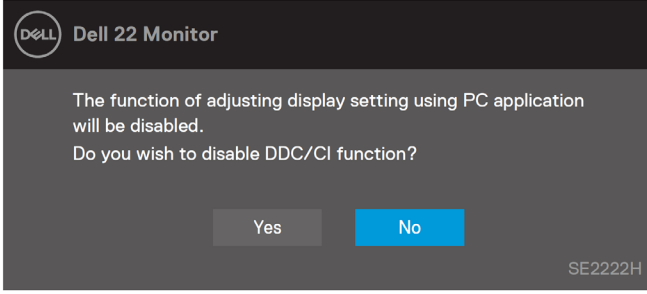 DELL
Dell 22 Monitor
The function of adjusting display setting using PC application
will be disabled.
Do you wish to disable DDC/CI function?
Yes
No
SE2222H